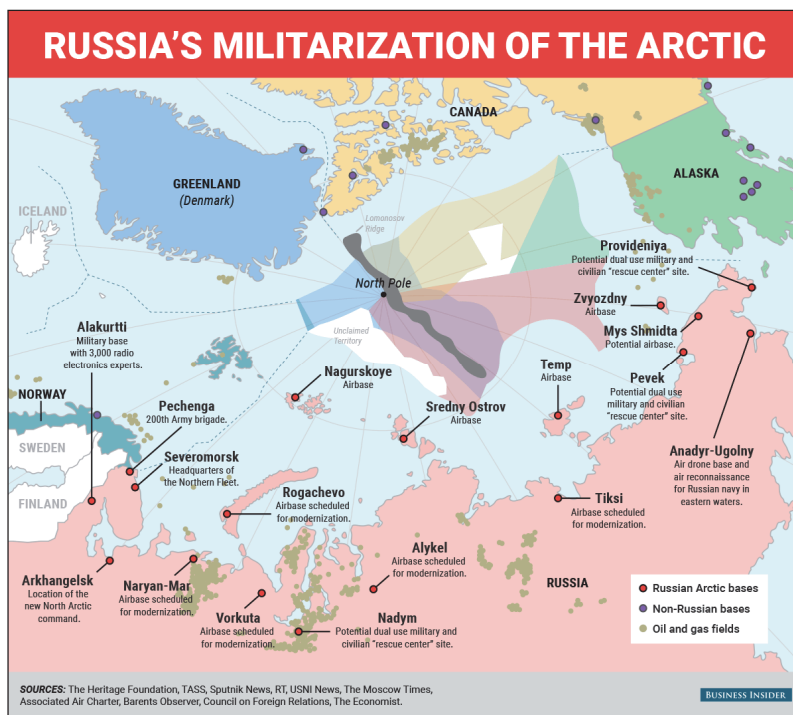 RUSSIA'S MILITARIZATION OF THE ARCTIC
CANADA
GREENLAND
(Denmark)
ALASKA
ICELAND
Lomonosov
Ridge
North Pole
Unclaimed
Territory
Provideniya
Potential dual use military and
civilian "rescue center" site.
Zvyozdny
Airbase
Mys Shmidta
Potential airbase.
Alakurtti
Military base
with 3,000 radio
electronics experts.
Nagurskoye
Airbase
Temp
Airbase
Pevek
Potential dual use
military and civilian
"rescue center" site.
NORWAY
Pechenga
200th Army brigade.
Sredny Ostrov
Airbase
SWEDEN
Severomorsk
Headquarters of
the Northern Fleet.
Anadyr-Ugolny
Air drone base and
air reconnaissance
for Russian navy in
eastern waters.
FINLAND
Rogachevo
Airbase scheduled
for modernization.
Tiksi
Airbase scheduled
for modernization.
Alykel
Airbase scheduled
for modernization.
RUSSIA
Arkhangelsk
Location of the
new North Arctic
command.
Naryan-Mar
Airbase scheduled
for modernization.
Vorkuta
Airbase scheduled
for modernization.
Nadym
Potential dual use military and
civilian "rescue center" site.
Russian Arctic bases
Non-Russian bases
Oil and gas fields
SOURCES: The Heritage Foundation, TASS, Sputnik News, RT, USNI News, The Moscow Times,
Associated Air Charter, Barents Observer, Council on Foreign Relations, The Economist.
BUSINESS INSIDER